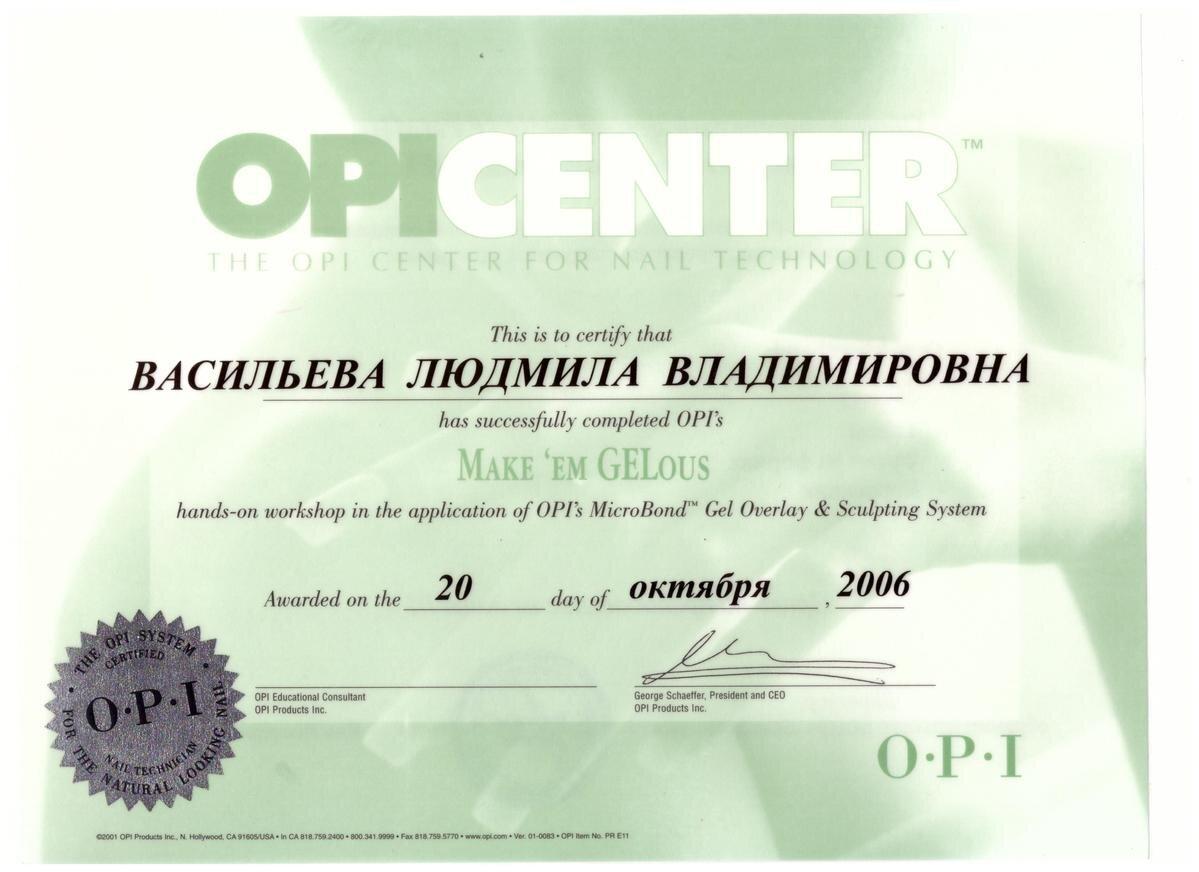 OPICENTER™
THE OPI CENTER FOR NAIL TECHNOLOGY
This is to certify that
ВАСИЛЬЕВА ЛЮДМИЛА ВЛАДИМИРОВНА
has successfully completed OPI's
MAKE 'EM GELOUS
hands-on workshop in the application of OPI's MicroBond™ Gel Overlay & Sculpting System
Awarded on the 20 day of октября, 2006
OPI Educational Consultant
OPI Products Inc.
George Schaeffer, President and CEO
OPI Products Inc.
THE OPI SYSTEM
CERTIFIED
O·P·I
NAIL TECHNICIAN
FOR THE NATURAL LOOKING NAIL
O·P·I
©2001 OPI Products Inc., N. Hollywood, CA 91605/USA • In CA 818.759.2400 • 800.341.9999 • Fax 818.759.5770 • www.opi.com • Ver. 01-0083 • OPI Item No. PR E11